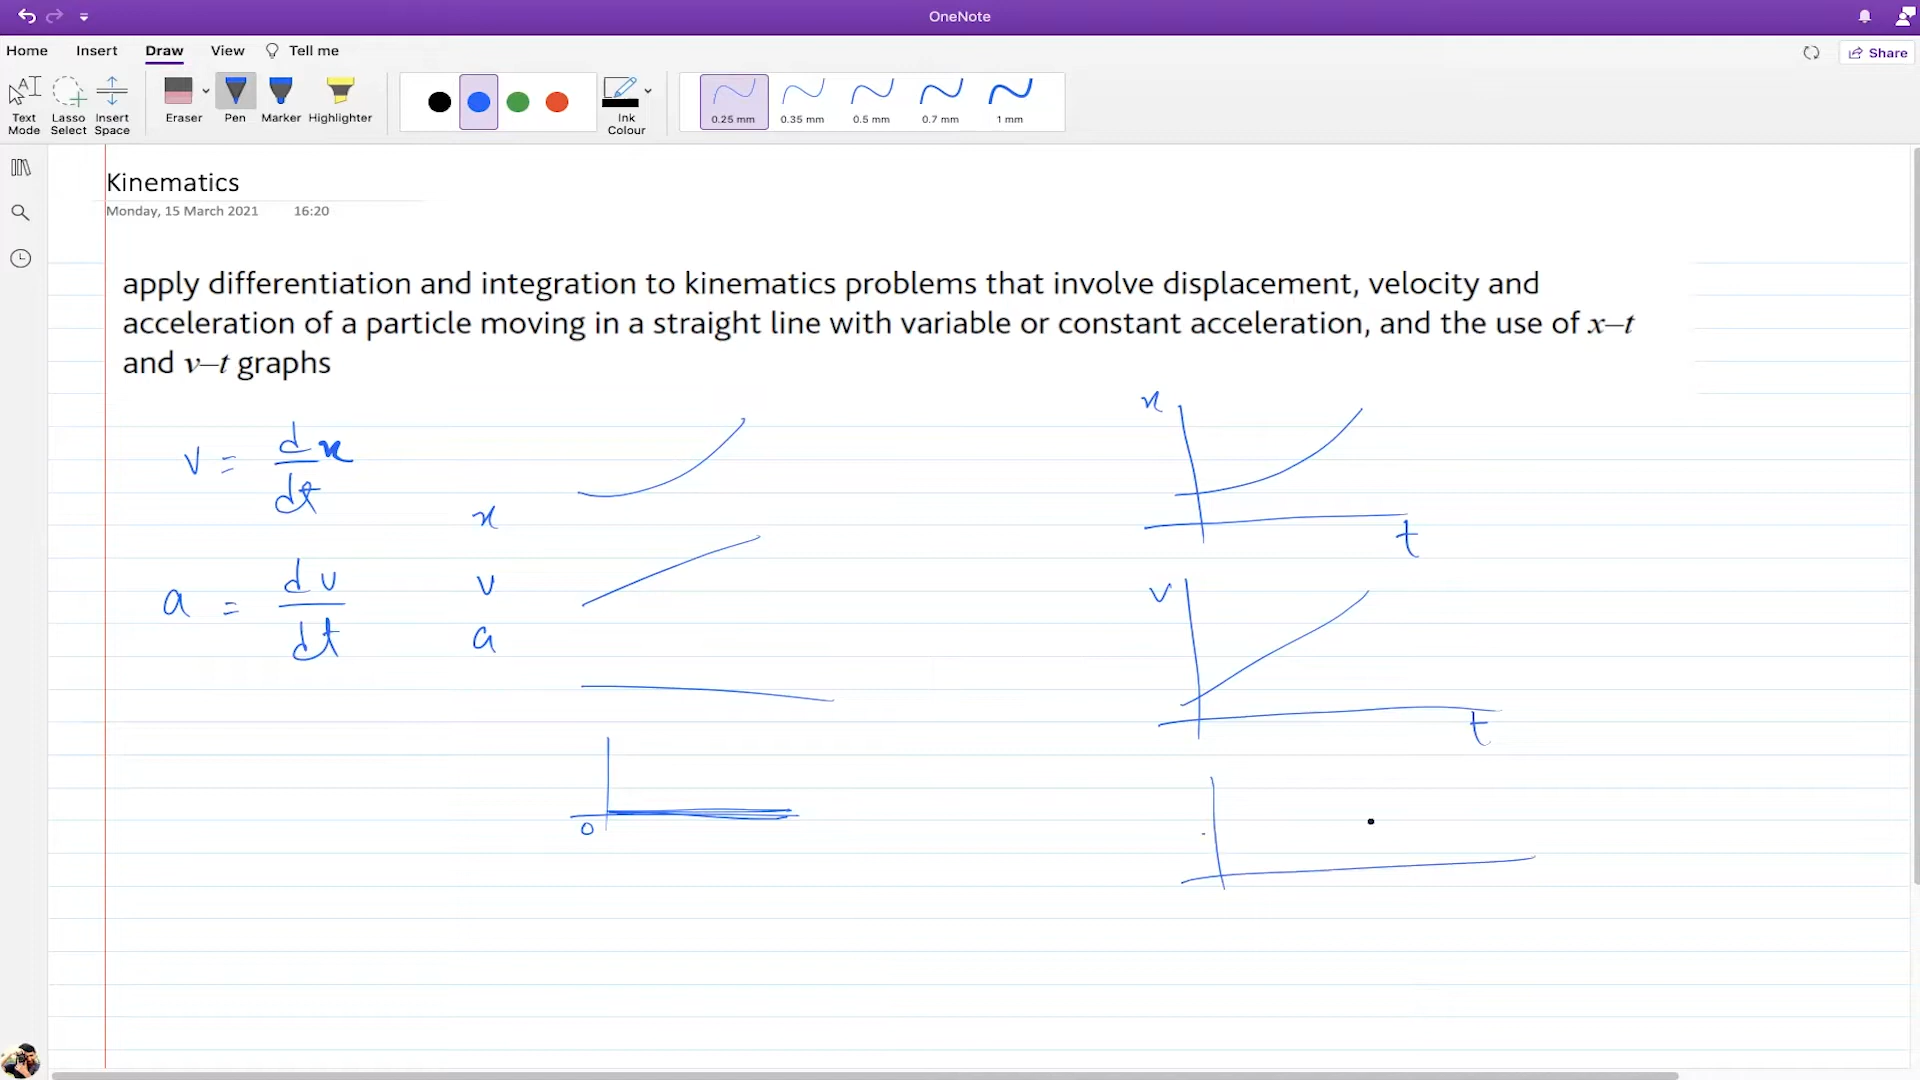 OneNote
Home Insert Draw View Tell me
Share
Text Mode
Lasso Select
Insert Space
Eraser
Pen
Marker
Highlighter
Ink Colour
0.25 mm
0.35 mm
0.5 mm
0.7 mm
1 mm
Kinematics
Monday, 15 March 2021 16:20
apply differentiation and integration to kinematics problems that involve displacement, velocity and
acceleration of a particle moving in a straight line with variable or constant acceleration, and the use of x–t
and v–t graphs
v = dx/dt
a = dv/dt
x
v
a
0
x
t
v
t